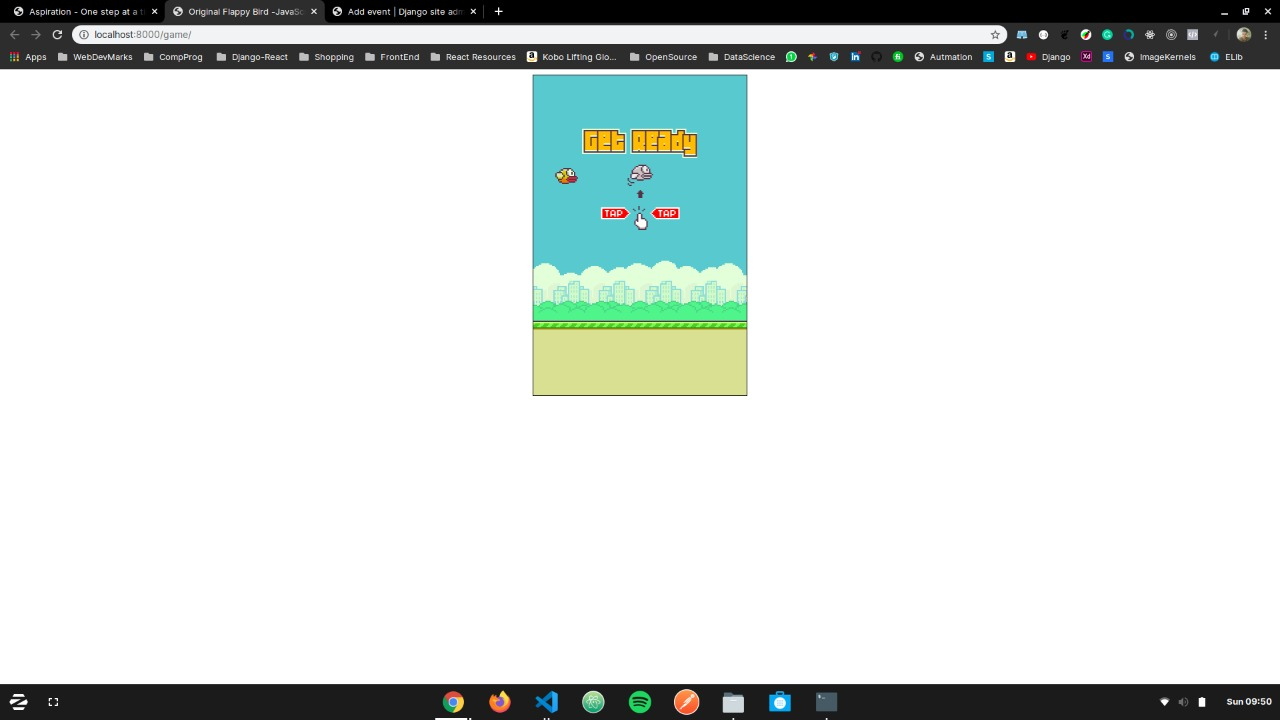 Aspiration - One step at a ti
Original Flappy Bird -JavaSc
Add event | Django site adm
localhost:8000/game/
Apps WebDevMarks CompProg Django-React Shopping FrontEnd React Resources Kobo Lifting Glo... OpenSource DataScience Autmation Django ImageKernels ELib
Get Ready
TAP TAP
Sun 09:50